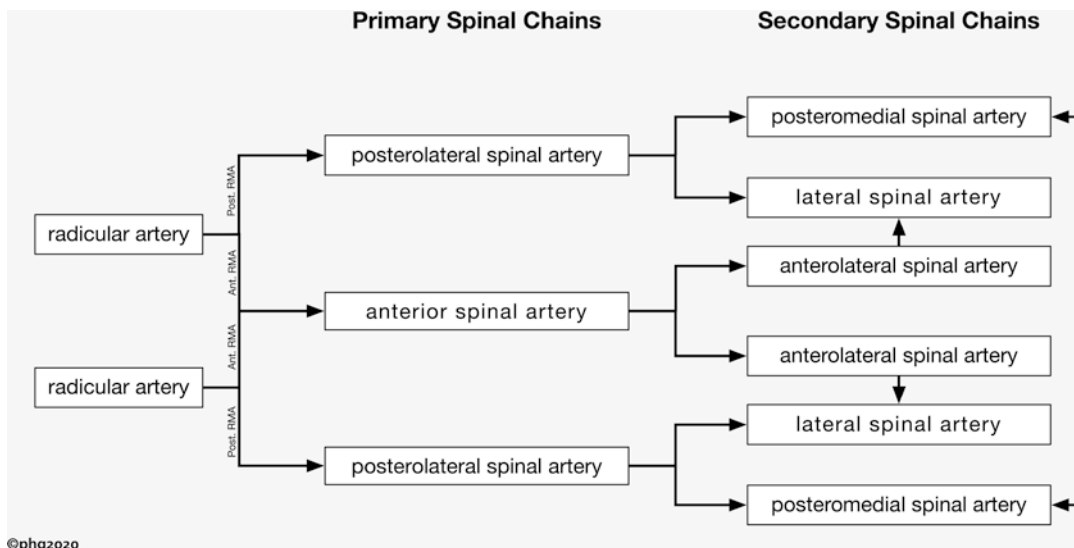 Primary Spinal Chains
Secondary Spinal Chains
posteromedial spinal artery
posterolateral spinal artery
Post. RMA
lateral spinal artery
radicular artery
anterolateral spinal artery
Ant. RMA
anterior spinal artery
Ant. RMA
anterolateral spinal artery
radicular artery
lateral spinal artery
Post. RMA
posterolateral spinal artery
posteromedial spinal artery
©phg2020